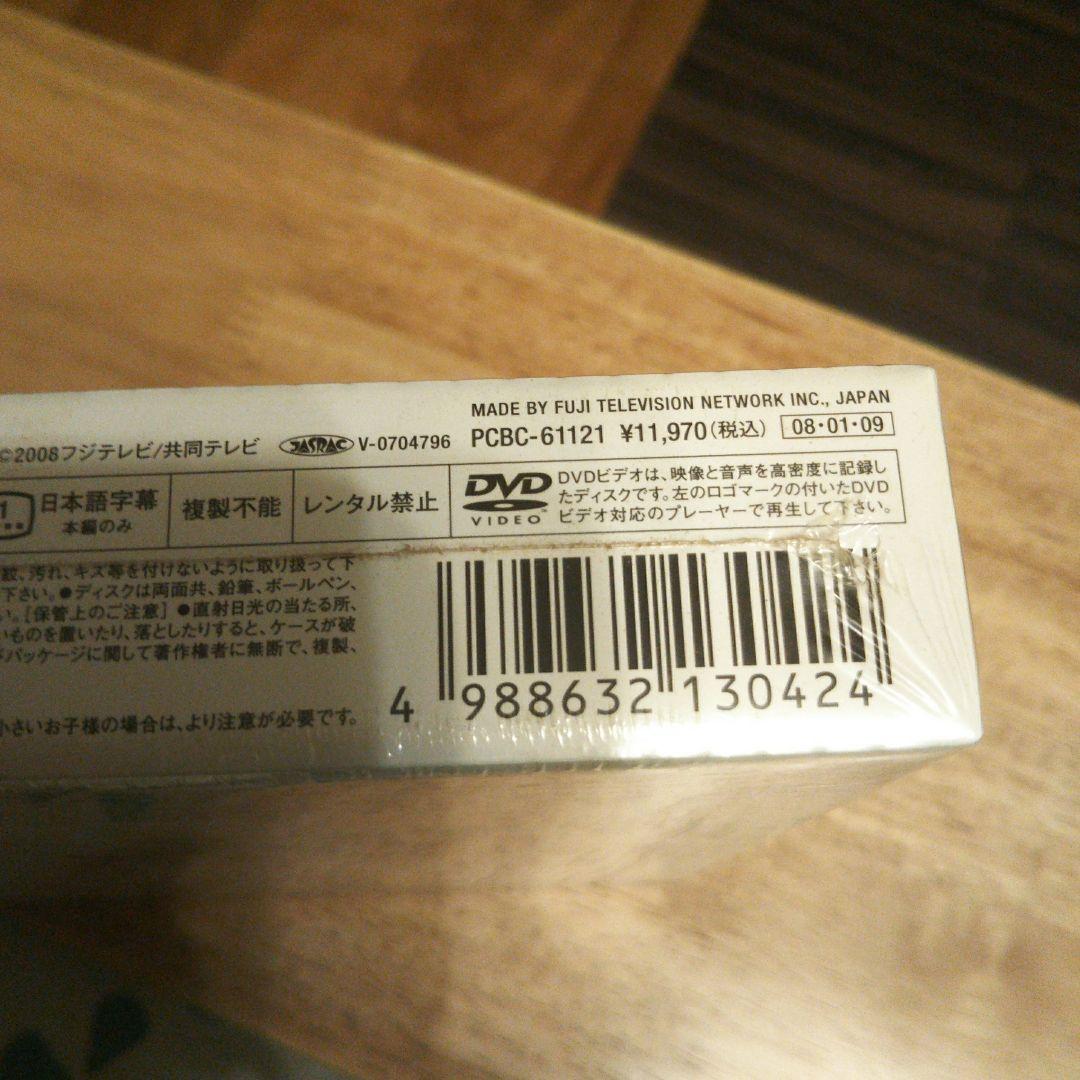 MADE BY FUJI TELEVISION NETWORK INC., JAPAN
©2008フジテレビ/共同テレビ JASRAC V-0704796 PCBC-61121 ¥11,970(税込) 08・01・09
1 日本語字幕 本編のみ
複製不能
レンタル禁止
DVD VIDEO™
DVDビデオは、映像と音声を高密度に記録し
たディスクです。左のロゴマークの付いたDVD
ビデオ対応のプレーヤーで再生して下さい。
紋、汚れ、キズ等を付けないように取り扱って下
下さい。●ディスクは両面共、鉛筆、ボールペン、
い。[保管上のご注意] ●直射日光の当たる所、
いものを置いたり、落としたりすると、ケースが破
パッケージに関して著作権者に無断で、複製、
小さいお子様の場合は、より注意が必要です。
4 988632 130424